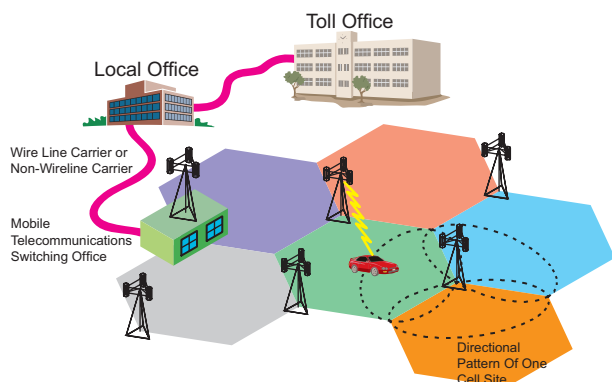 Toll Office
Local Office
Wire Line Carrier or
Non-Wireline Carrier
Mobile
Telecommunications
Switching Office
Directional
Pattern Of One
Cell Site